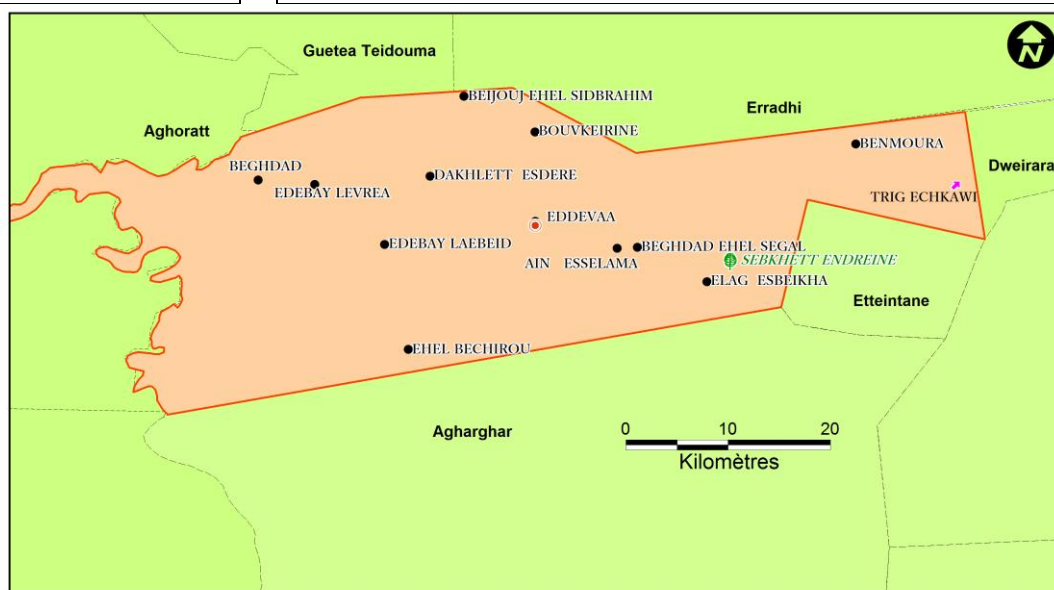 Guetea Teidouma
N
BEIJOUJ EHEL SIDBRAHIM
Erradhi
Aghoratt
BOUVKEIRINE
BENMOURA
BEGHDAD
Dweirara
DAKHLETT ESDERE
EDEBAY LEVREA
TRIG ECHKAWI
EDDEVAA
EDEBAY LAEBEID
BEGHDAD EHEL SEGAL
AIN ESSELAMA
SEBKHETT ENDREINE
ELAG ESBEIKHA
Etteintane
EHEL BECHIROU
Agharghar
0 10 20
Kilomètres